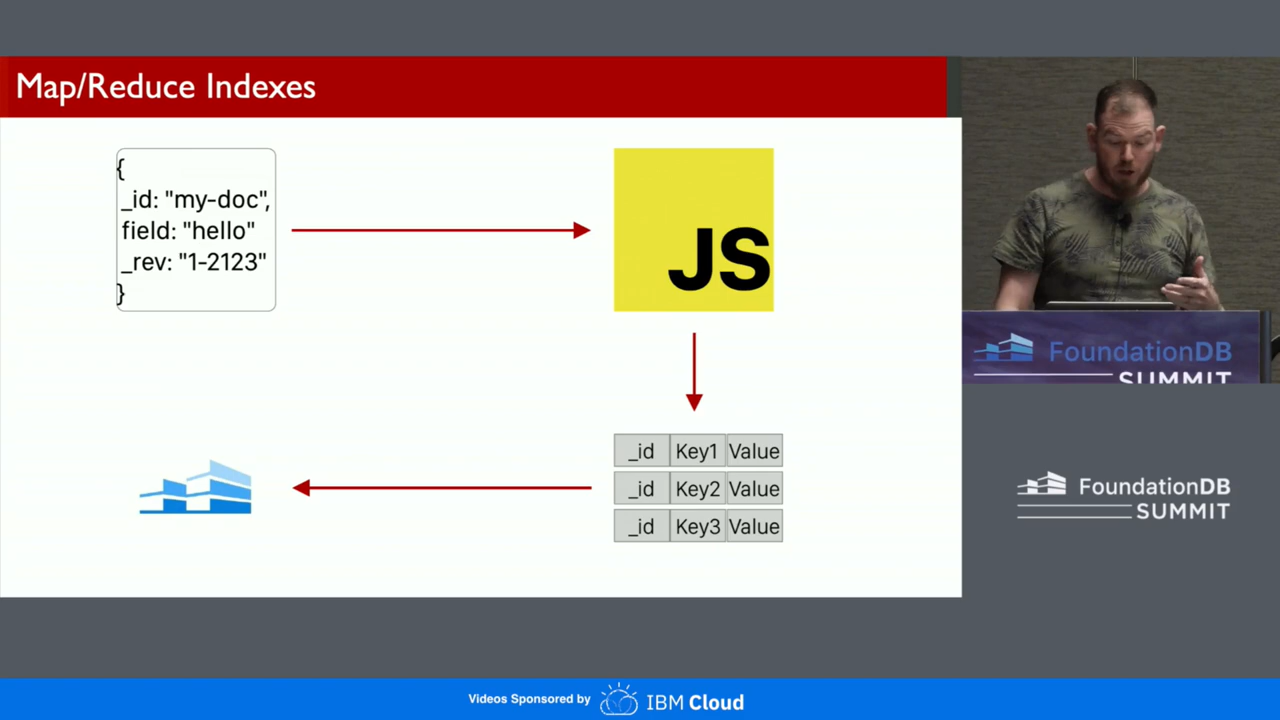 Map/Reduce Indexes
{
_id: "my-doc",
field: "hello"
_rev: "1-2123"
}
JS
_id Key1 Value
_id Key2 Value
_id Key3 Value
FoundationDB
SUMMIT
FoundationDB
SUMMIT
Videos Sponsored by IBM Cloud